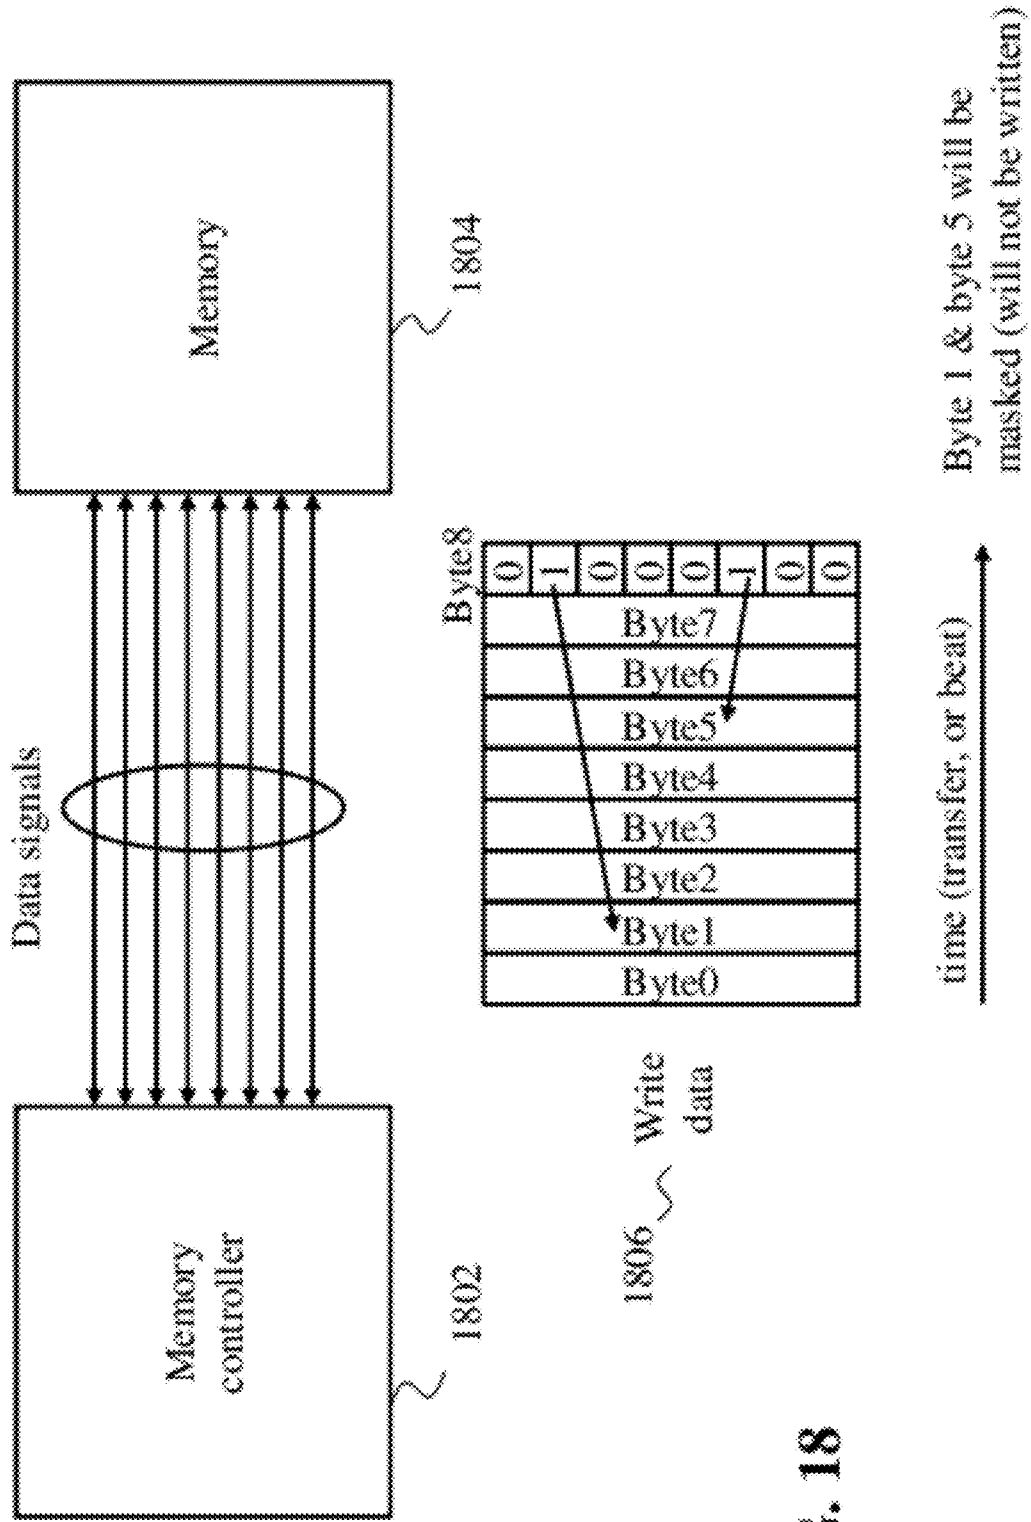 Data signals
Memory
controller
Memory
1802
1804
1806
Write
data
Byte0
Byte1
Byte2
Byte3
Byte4
Byte5
Byte6
Byte7
Byte8
0
1
0
0
0
1
0
0
time (transfer, or beat)
Byte 1 & byte 5 will be
masked (will not be written)
18